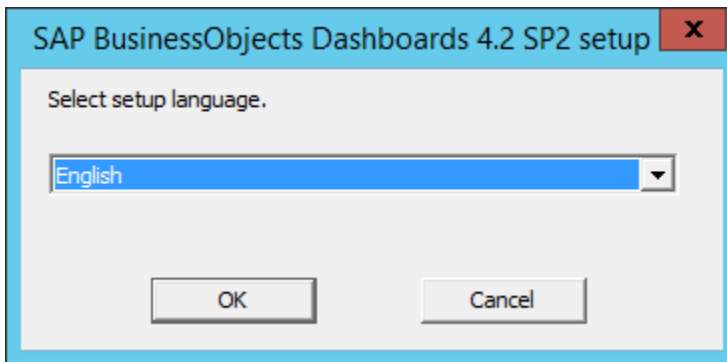 SAP BusinessObjects Dashboards 4.2 SP2 setup
x
Select setup language.
English
OK
Cancel